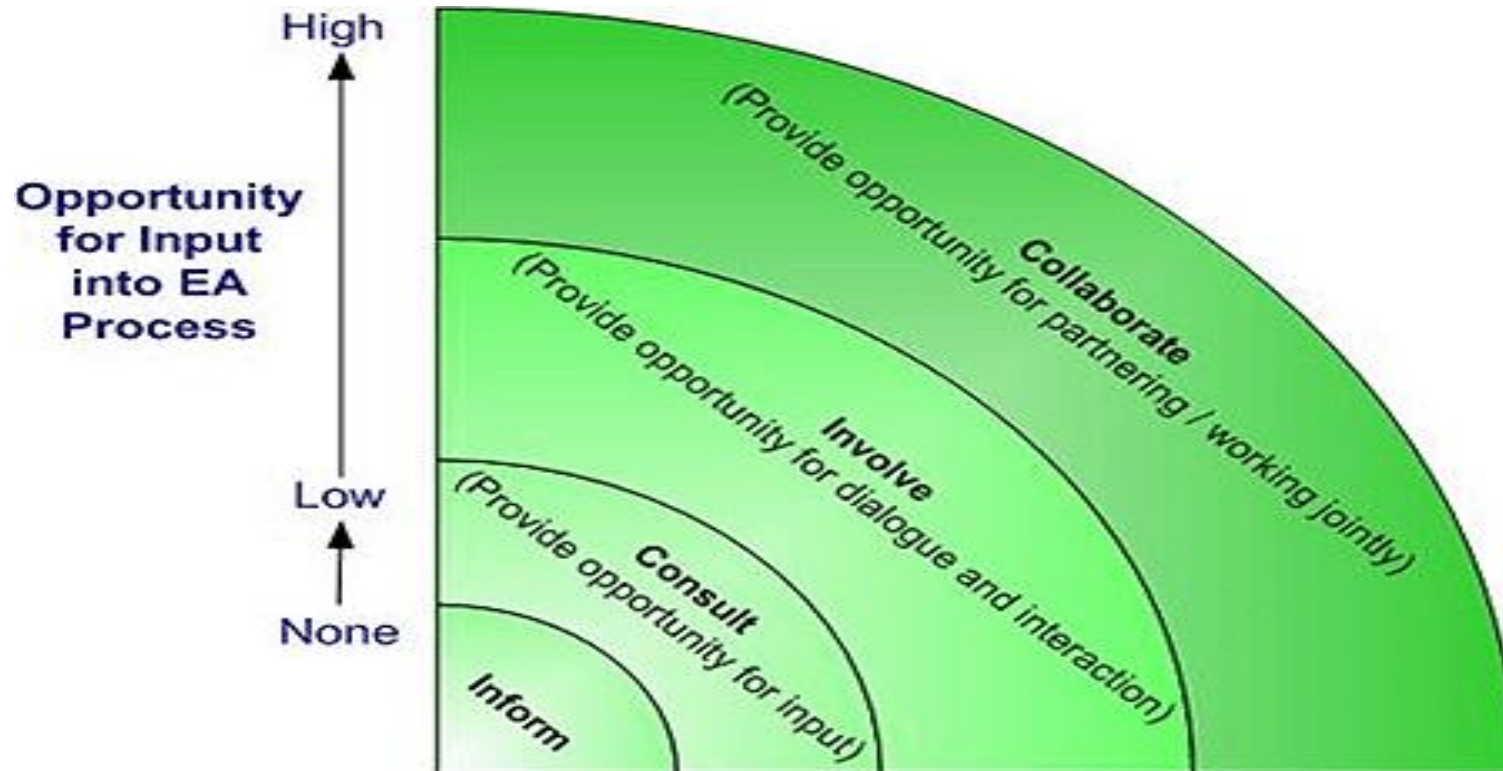 High
Opportunity
for Input
into EA
Process
Low
None
Collaborate
(Provide opportunity for partnering / working jointly)
Involve
(Provide opportunity for dialogue and interaction)
Consult
(Provide opportunity for input)
Inform